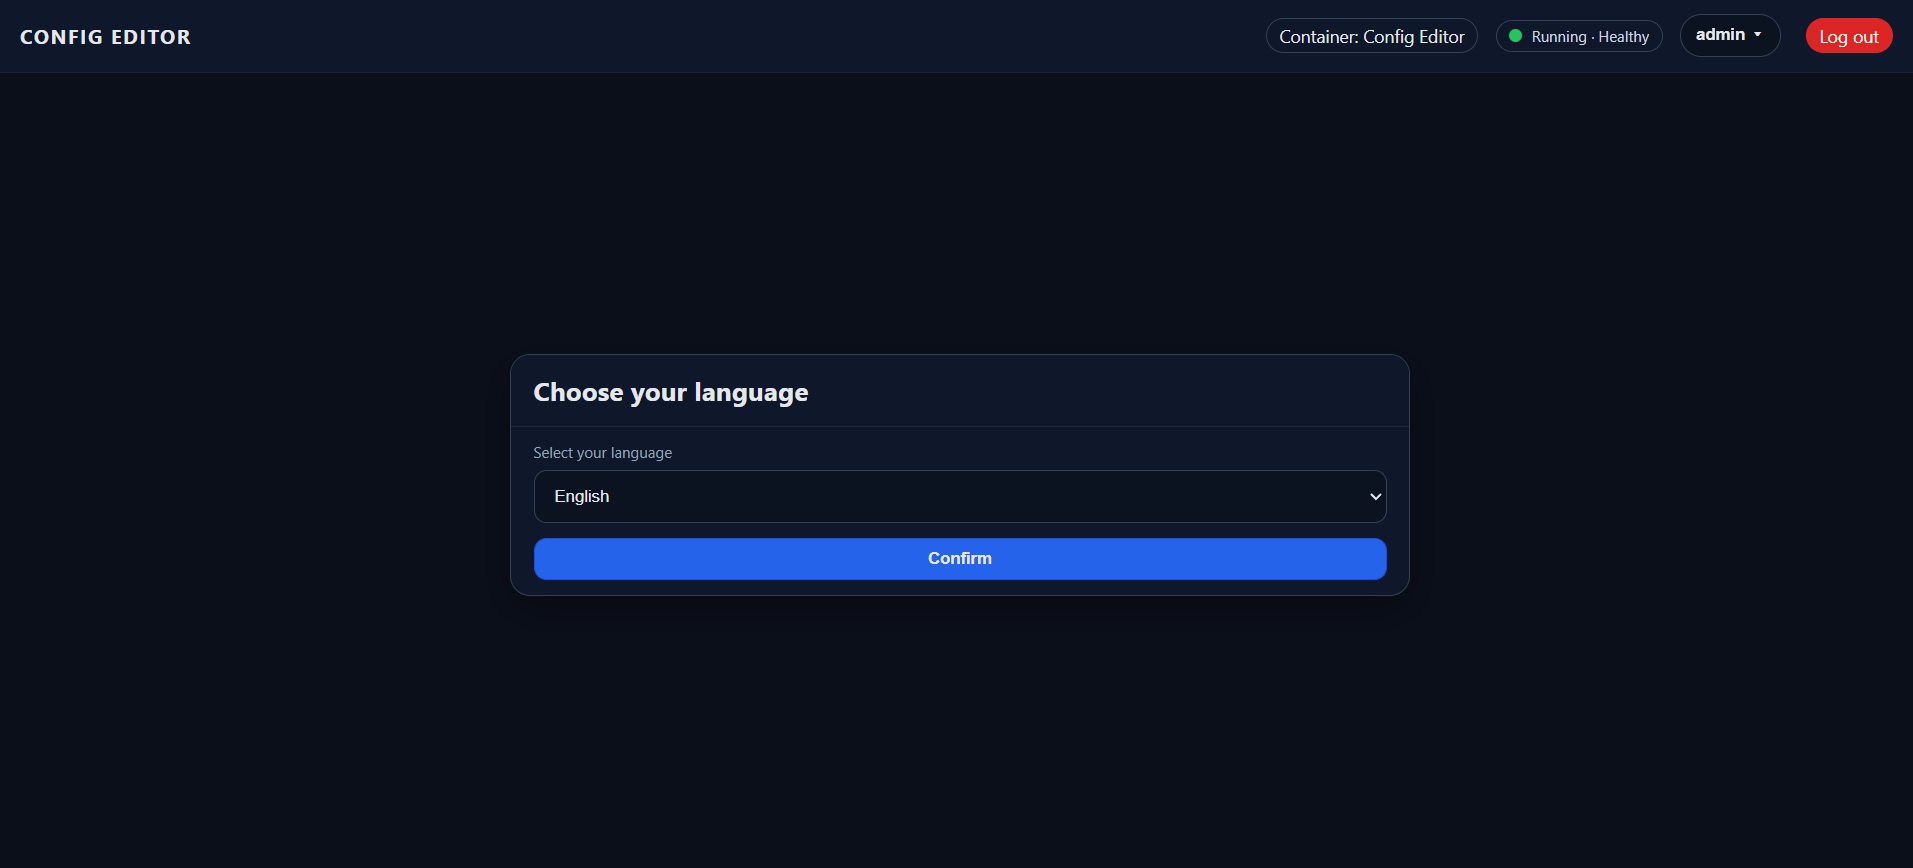 CONFIG EDITOR
Container: Config Editor
Running · Healthy
admin
Log out
Choose your language
Select your language
English
Confirm